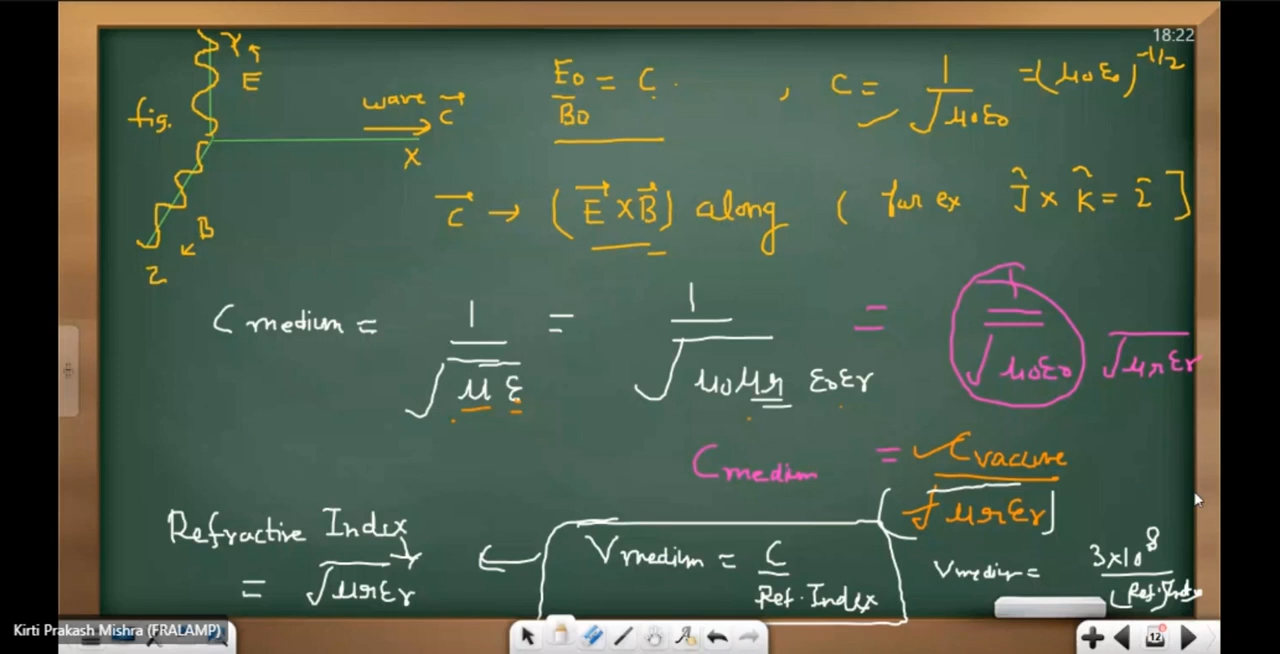 18:22
Y
E
fig.
wave C
X
B
Z
E0/B0 = C , C = 1/√μ0ε0 = (μ0ε0)^-1/2
C → (E × B) along ( for ex Ĵ × K̂ = î ]
C medium = 1/√μ ε = 1/√μ0μr ε0εr = 1/√μ0ε0 √μrεr
C medium = C vacume/√μrεr
Refractive Index
= √μrεr
V medium = C/Ref. Index
V medium = 3×10^8/(Ref. Index
Kirti Prakash Mishra (FRALAMP)
12